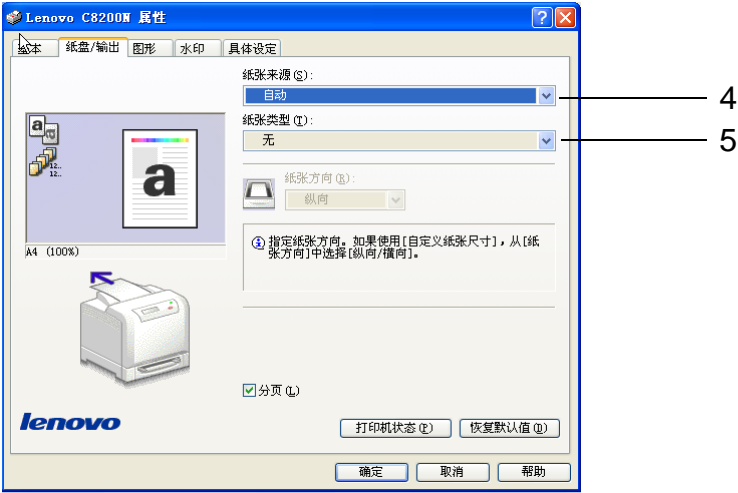 Lenovo C8200N 属性
基本 纸盘/输出 图形 水印 具体设定
纸张来源(S):
自动
4
纸张类型(T):
无
5
纸张方向(R):
纵向
a
a
12..
12..
a
指定纸张方向。如果使用[自定义纸张尺寸]，从[纸
张方向]中选择[纵向/横向]。
A4 (100%)
分页(L)
lenovo
打印机状态(P) 恢复默认值(D)
确定 取消 帮助